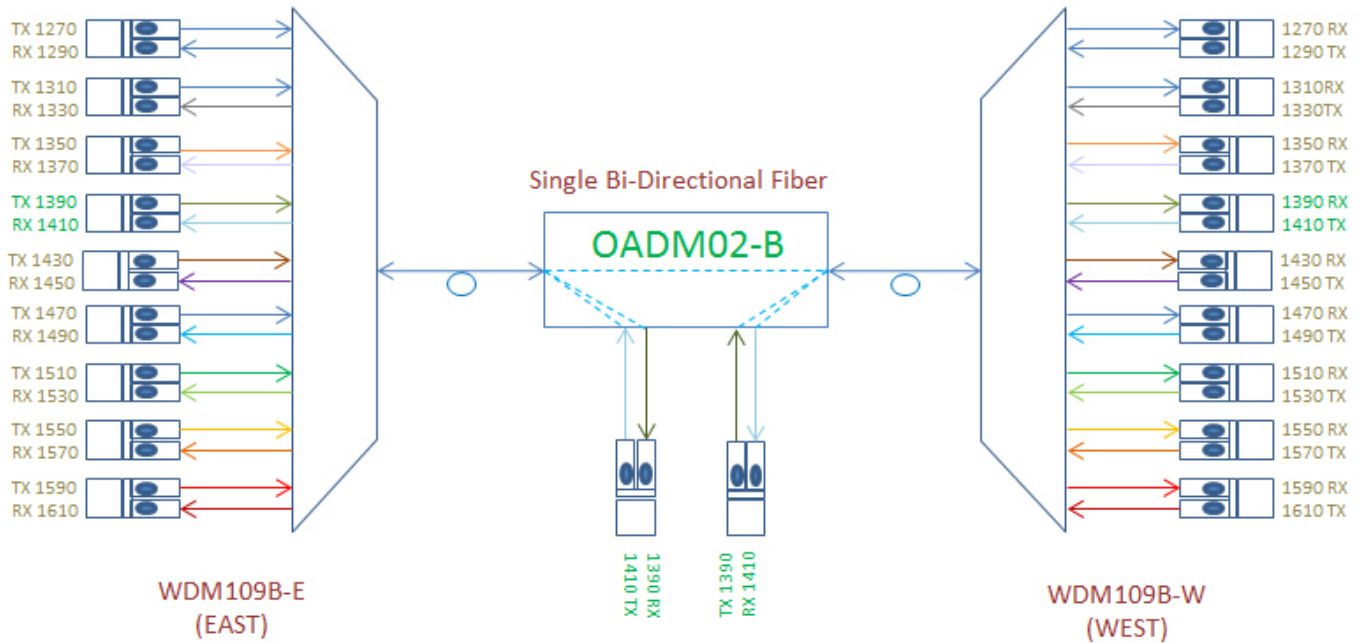 TX 1270
RX 1290
TX 1310
RX 1330
TX 1350
RX 1370
TX 1390
RX 1410
TX 1430
RX 1450
TX 1470
RX 1490
TX 1510
RX 1530
TX 1550
RX 1570
TX 1590
RX 1610
WDM109B-E
(EAST)
Single Bi-Directional Fiber
OADM02-B
1410 TX
1390 RX
TX 1390
RX 1410
1270 RX
1290 TX
1310RX
1330TX
1350 RX
1370 TX
1390 RX
1410 TX
1430 RX
1450 TX
1470 RX
1490 TX
1510 RX
1530 TX
1550 RX
1570 TX
1590 RX
1610 TX
WDM109B-W
(WEST)